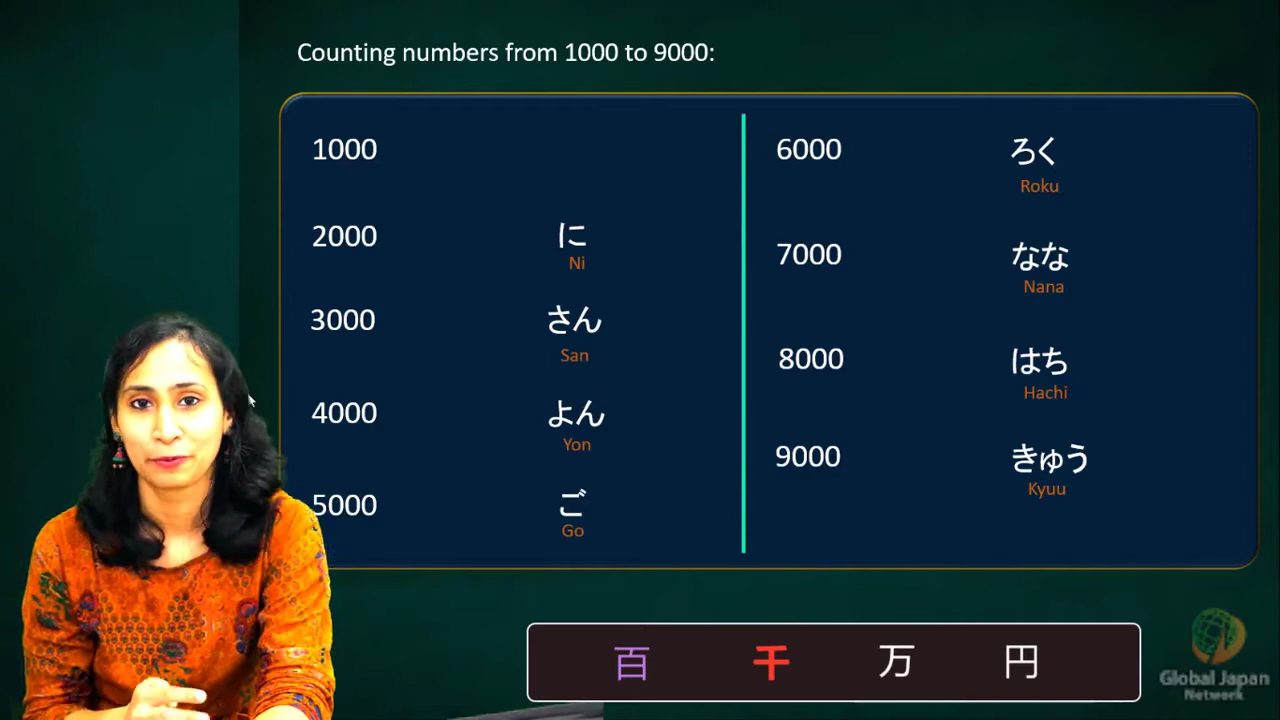 Counting numbers from 1000 to 9000:
1000
2000 に
Ni
3000 さん
San
4000 よん
Yon
5000 ご
Go
6000 ろく
Roku
7000 なな
Nana
8000 はち
Hachi
9000 きゅう
Kyuu
百 千 万 円
Global Japan
Network